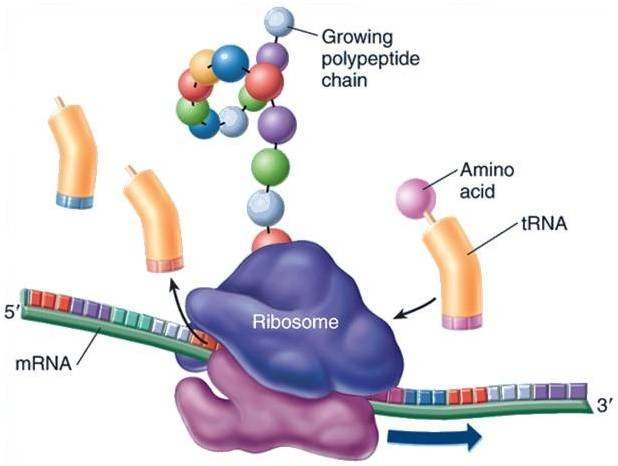 Growing
polypeptide
chain
Amino
acid
tRNA
5′
Ribosome
mRNA
3′